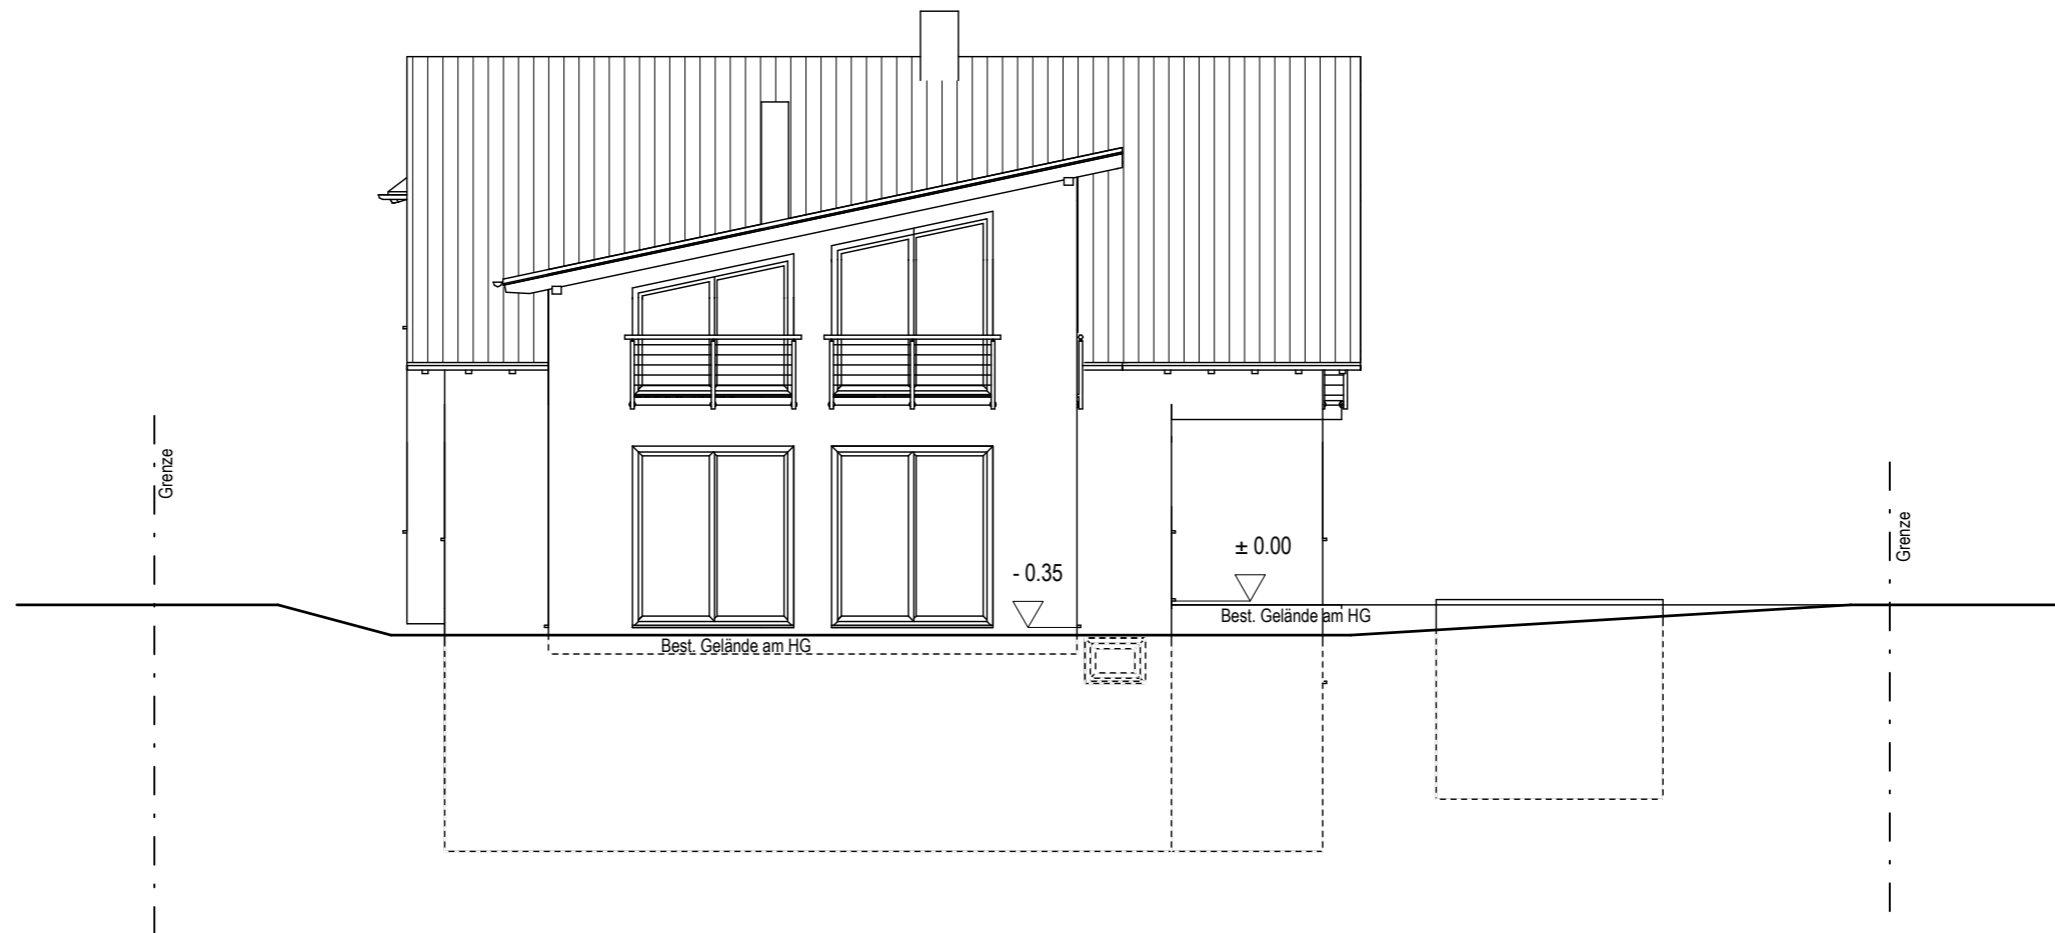 Grenze
Grenze
± 0.00
- 0.35
Best. Gelände am HG
Best. Gelände am HG